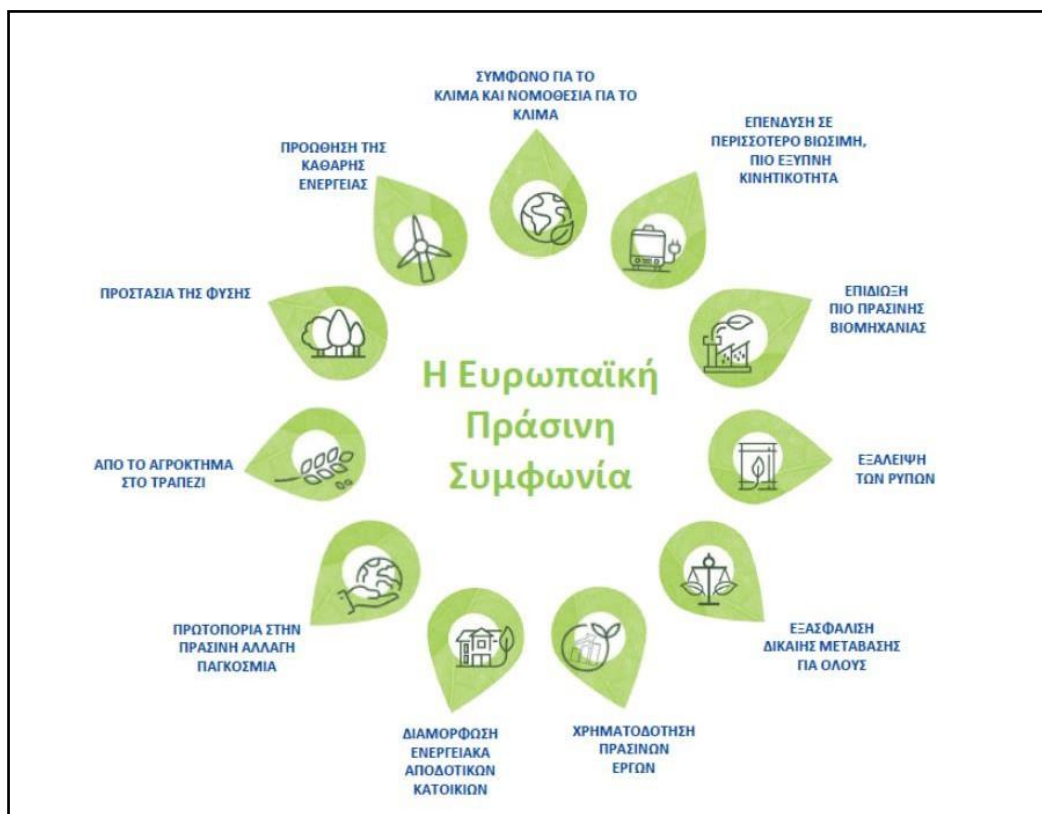 ΣΥΜΦΩΝΟ ΓΙΑ ΤΟ
ΚΛΙΜΑ ΚΑΙ ΝΟΜΟΘΕΣΙΑ ΓΙΑ ΤΟ
ΚΛΙΜΑ
ΕΠΕΝΔΥΣΗ ΣΕ
ΠΕΡΙΣΣΟΤΕΡΟ ΒΙΩΣΙΜΗ,
ΠΙΟ ΕΞΥΠΝΗ
ΚΙΝΗΤΙΚΟΤΗΤΑ
ΕΠΙΔΙΩΞΗ
ΠΙΟ ΠΡΑΣΙΝΗΣ
ΒΙΟΜΗΧΑΝΙΑΣ
ΕΞΑΛΕΙΨΗ
ΤΩΝ ΡΥΠΩΝ
ΕΞΑΣΦΑΛΙΣΗ
ΔΙΚΑΙΗΣ ΜΕΤΑΒΑΣΗΣ
ΓΙΑ ΟΛΟΥΣ
ΧΡΗΜΑΤΟΔΟΤΗΣΗ
ΠΡΑΣΙΝΩΝ
ΕΡΓΩΝ
ΔΙΑΜΟΡΦΩΣΗ
ΕΝΕΡΓΕΙΑΚΑ
ΑΠΟΔΟΤΙΚΩΝ
ΚΑΤΟΙΚΙΩΝ
ΠΡΩΤΟΠΟΡΙΑ ΣΤΗΝ
ΠΡΑΣΙΝΗ ΑΛΛΑΓΗ
ΠΑΓΚΟΣΜΙΑ
ΑΠΟ ΤΟ ΑΓΡΟΚΤΗΜΑ
ΣΤΟ ΤΡΑΠΕΖΙ
ΠΡΟΣΤΑΣΙΑ ΤΗΣ ΦΥΣΗΣ
ΠΡΟΩΘΗΣΗ ΤΗΣ
ΚΑΘΑΡΗΣ
ΕΝΕΡΓΕΙΑΣ
Η Ευρωπαϊκή
Πράσινη
Συμφωνία